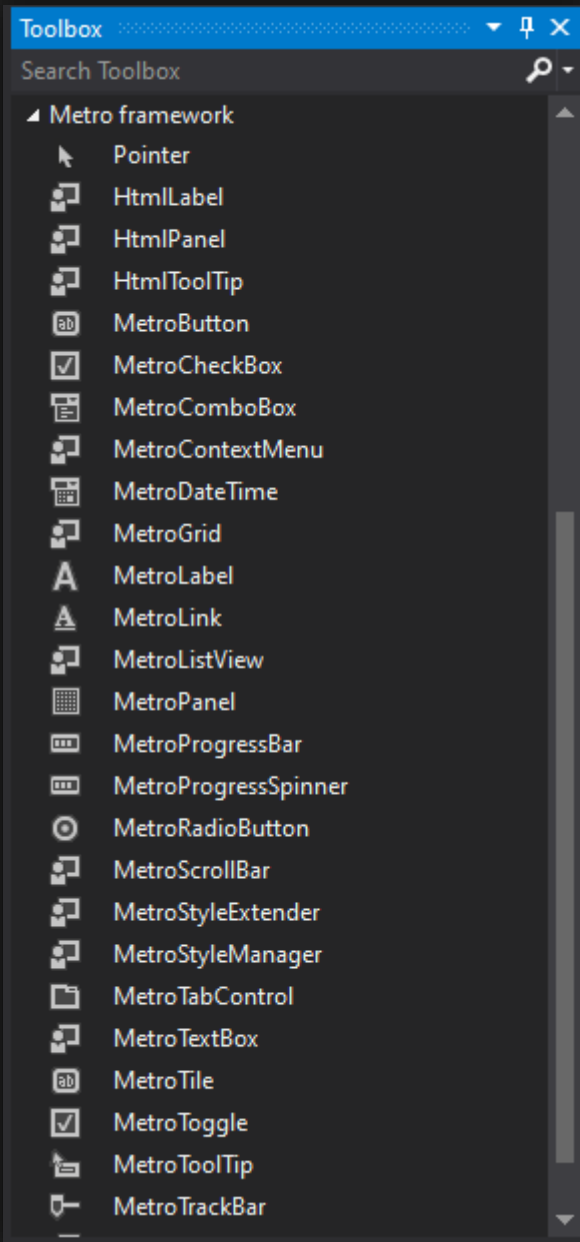 Toolbox
Search Toolbox
Metro framework
Pointer
HtmlLabel
HtmlPanel
HtmlToolTip
MetroButton
MetroCheckBox
MetroComboBox
MetroContextMenu
MetroDateTime
MetroGrid
MetroLabel
MetroLink
MetroListView
MetroPanel
MetroProgressBar
MetroProgressSpinner
MetroRadioButton
MetroScrollBar
MetroStyleExtender
MetroStyleManager
MetroTabControl
MetroTextBox
MetroTile
MetroToggle
MetroToolTip
MetroTrackBar